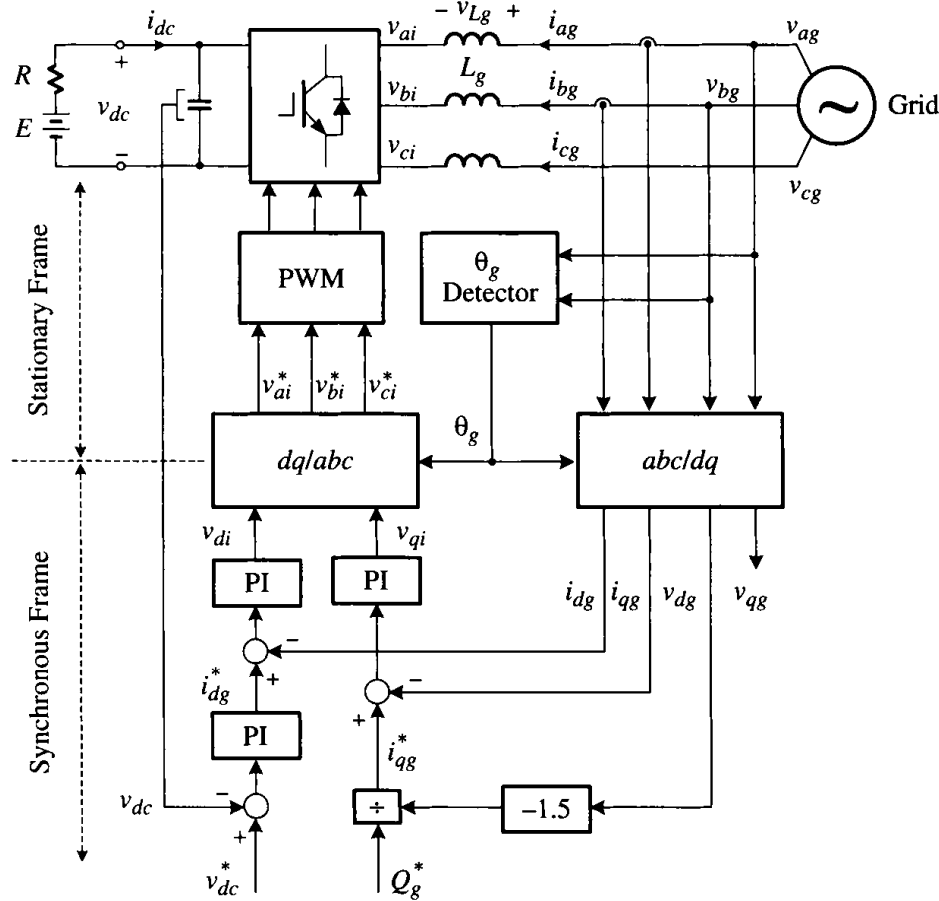 − v_Lg +
i_dc
v_ai
i_ag
v_ag
+
R
L_g
v_dc
v_bi
i_bg
v_bg
Grid
E
~
−
v_ci
i_cg
v_cg
PWM
θ_g
Detector
Stationary Frame
v*_ai
v*_bi
v*_ci
θ_g
dq/abc
abc/dq
v_di
v_qi
PI
PI
i_dg
i_qg
v_dg
v_qg
−
+
−
i*_dg
+
Synchronous Frame
PI
i*_qg
v_dc
−
÷
−1.5
+
v*_dc
Q*_g